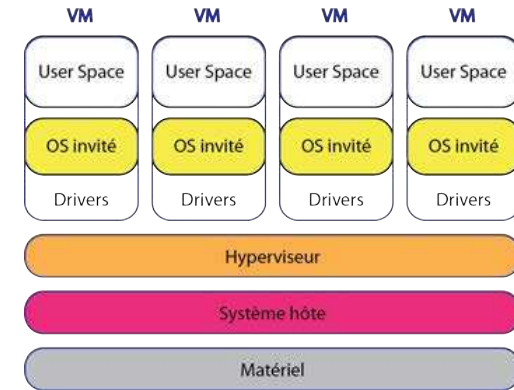 VM VM VM VM
User Space User Space User Space User Space
OS invité OS invité OS invité OS invité
Drivers Drivers Drivers Drivers
Hyperviseur
Système hôte
Matériel